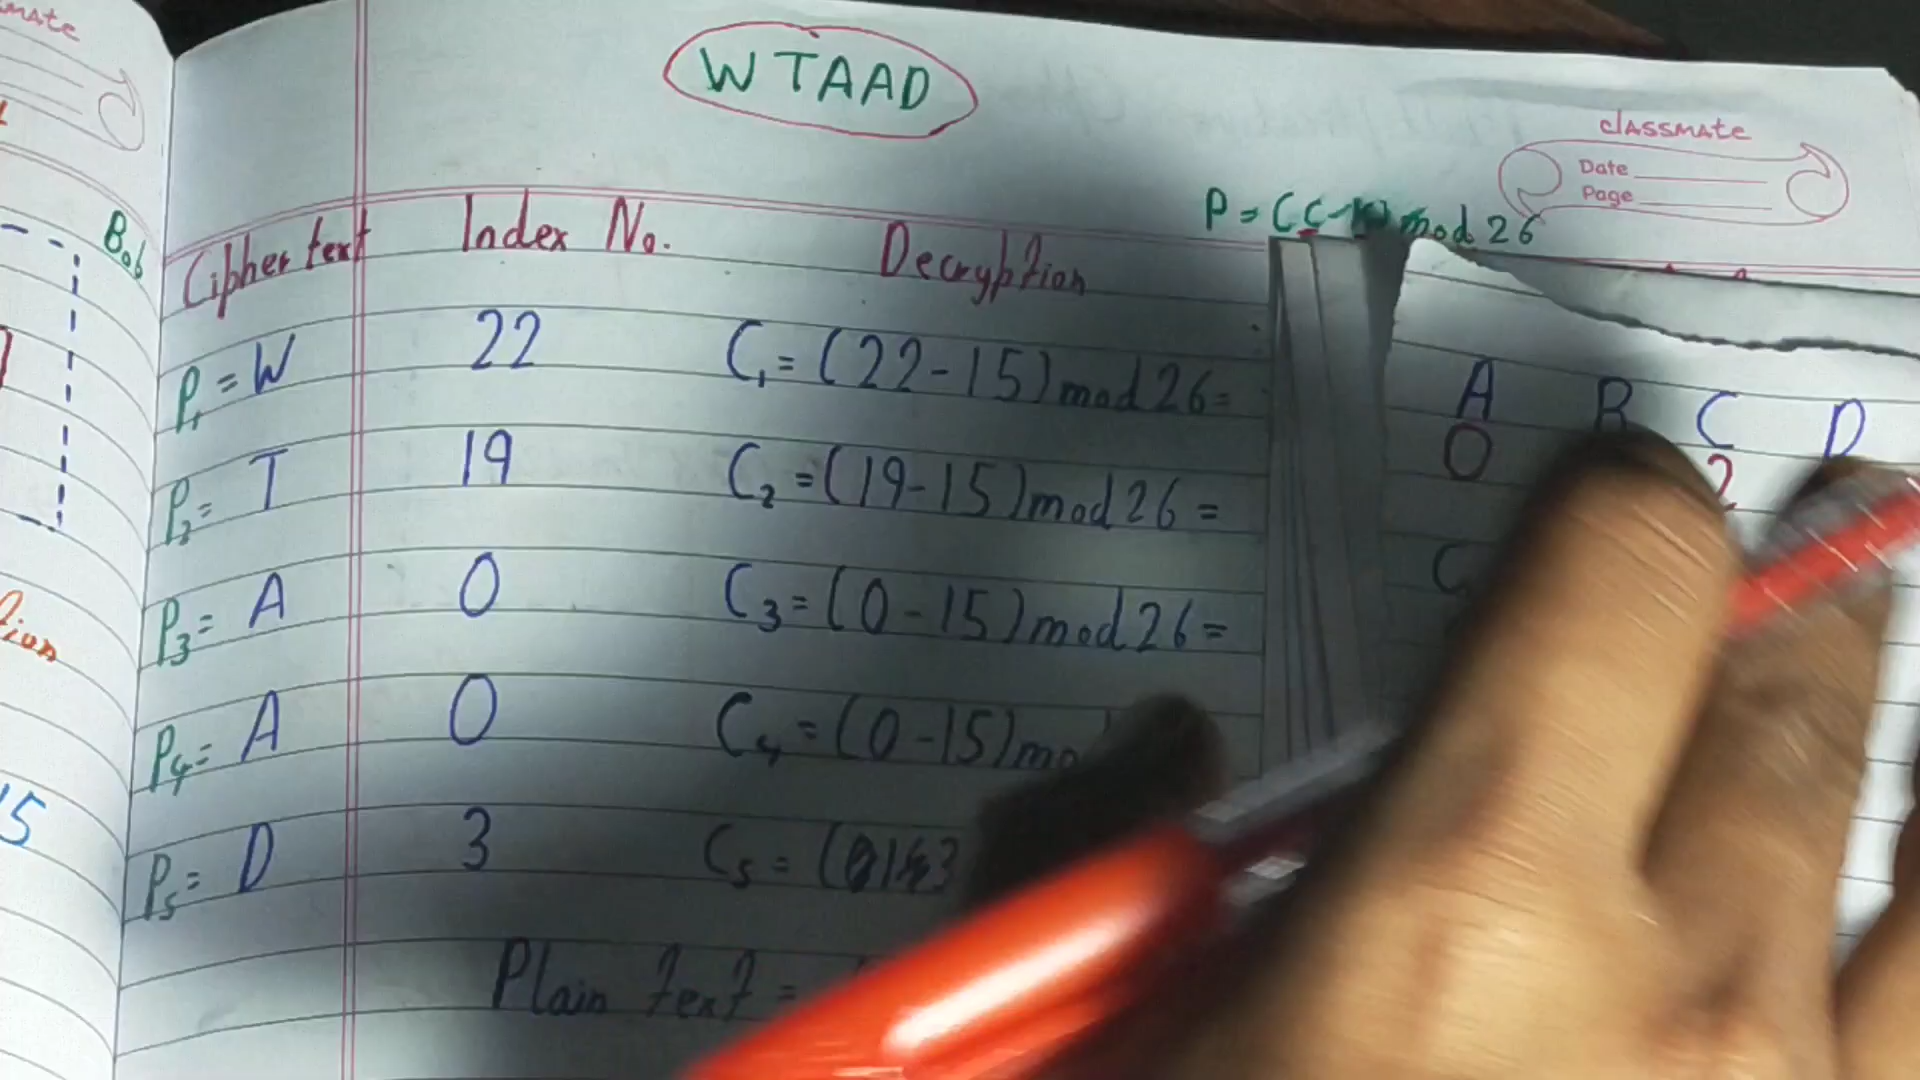 WTAAD
classmate
Date
Page
P = (C-K) mod 26
Cipher text Index No. Decryption
P1 = W 22 C1 = (22-15) mod 26 =
P2 = T 19 C2 = (19-15) mod 26 =
P3 = A 0 C3 = (0-15) mod 26 =
P4 = A 0 C4 = (0-15) mo
P5 = D 3 C5 = (
Plain text =
A B C D
0 2
Bob
15